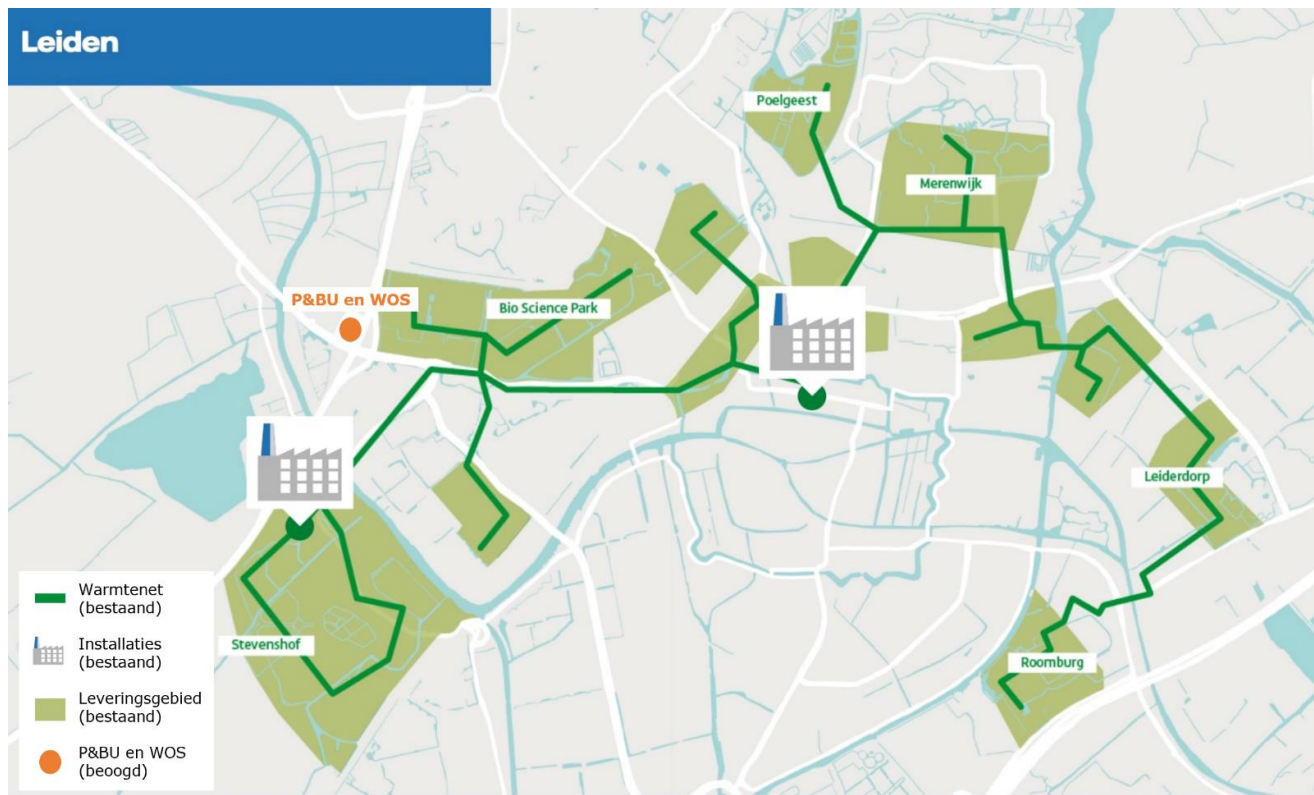 Leiden
Poelgeest
Merenwijk
P&BU en WOS
Bio Science Park
Leiderdorp
Stevenshof
Roomburg
Warmtenet
(bestaand)
Installaties
(bestaand)
Leveringsgebied
(bestaand)
P&BU en WOS
(beoogd)